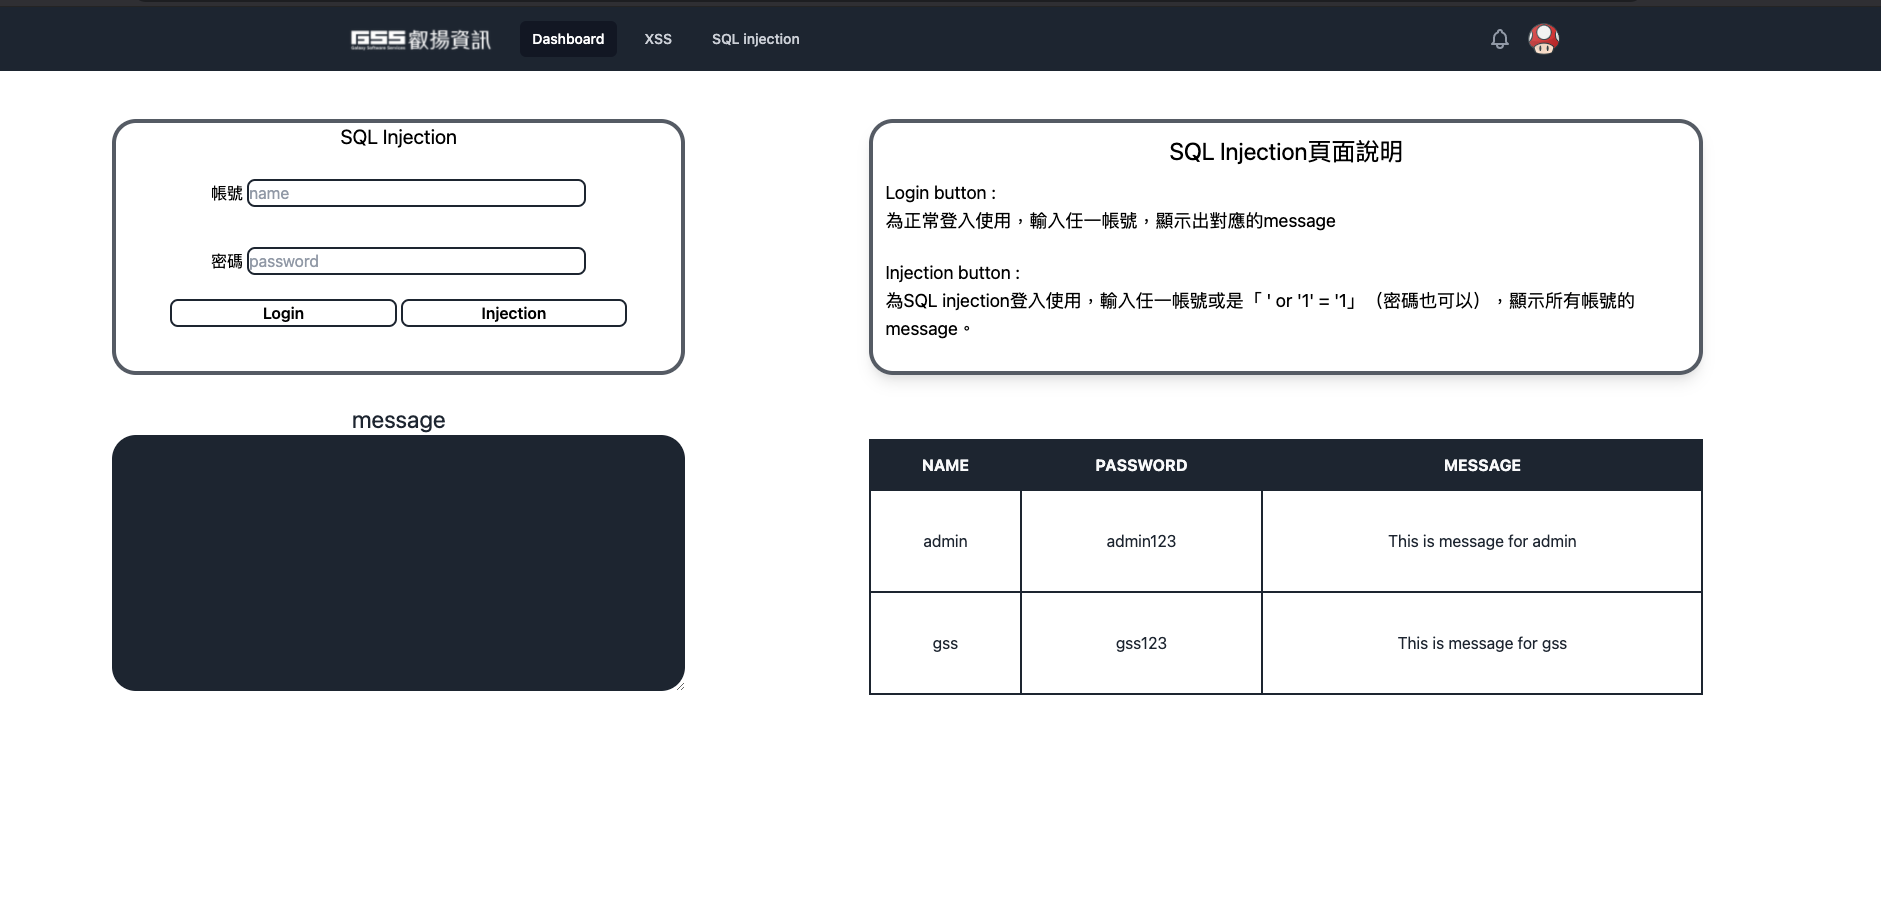 GSS叡揚資訊
Galaxy Software Services
Dashboard
XSS
SQL injection
SQL Injection
帳號 name
密碼 password
Login
Injection
SQL Injection頁面說明
Login button :
為正常登入使用，輸入任一帳號，顯示出對應的message
Injection button :
為SQL injection登入使用，輸入任一帳號或是「 ' or '1' = '1」（密碼也可以），顯示所有帳號的
message。
message
NAME PASSWORD MESSAGE
admin admin123 This is message for admin
gss gss123 This is message for gss